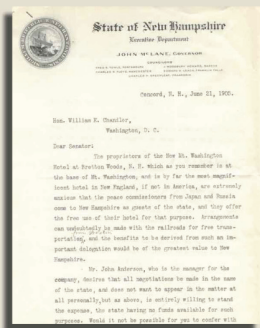 State of New Hampshire
Executive Department
JOHN McLANE, GOVERNOR
Concord, N. H., June 21, 1905.
Hon. William E. Chandler,
Washington, D. C.
Dear Senator:
The proprietors of the New Mt. Washington
Hotel at Bretton Woods, N. H. which as you remember is at
the base of Mt. Washington, and is by far the most magnif-
icent hotel in New England, if not in America, are extremely
anxious that the peace commissioners from Japan and Russia
come to New Hampshire as guests of the state, and they offer
the free use of their hotel for that purpose. Arrangements
can undoubtedly be made with the railroads for free trans-
portation, and the benefits to be derived from such an im-
portant delegation would be of the greatest value to New
Hampshire.
Mr. John Anderson, who is the manager for the
company, desires that all negotiations be made in the name
of the state, and does not want to appear in the matter at
all personally, but as above, is entirely willing to stand
the expense, the state having no funds available for such
purposes. Would it not be possible for you to confer with